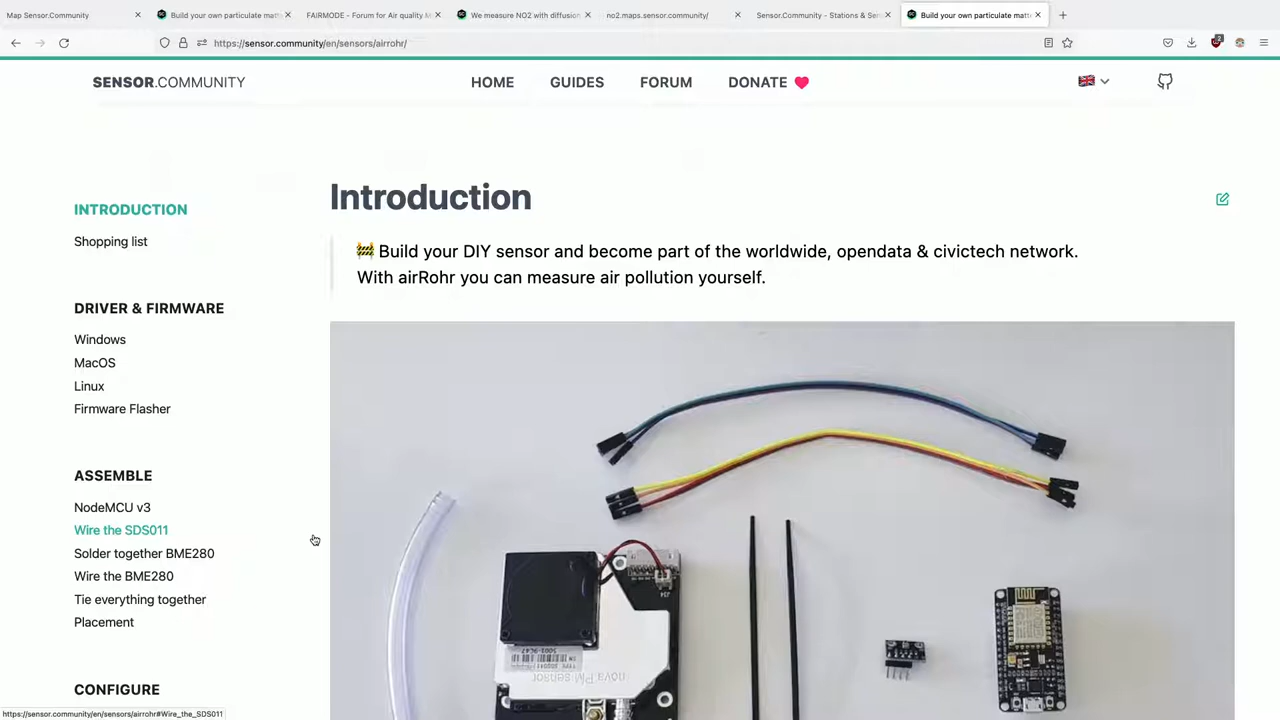 Map Sensor.Community
Build your own particulate matte
FAIRMODE - Forum for Air quality M
We measure NO2 with diffusion
no2.maps.sensor.community/
Sensor.Community - Stations & Sen
Build your own particulate matte
https://sensor.community/en/sensors/airrohr/
2
SENSOR.COMMUNITY
HOME
GUIDES
FORUM
DONATE
INTRODUCTION
Shopping list
DRIVER & FIRMWARE
Windows
MacOS
Linux
Firmware Flasher
ASSEMBLE
NodeMCU v3
Wire the SDS011
Solder together BME280
Wire the BME280
Tie everything together
Placement
CONFIGURE
Introduction
Build your DIY sensor and become part of the worldwide, opendata & civictech network.
With airRohr you can measure air pollution yourself.
nova PM sensor
https://sensor.community/en/sensors/airrohr#Wire_the_SDS011